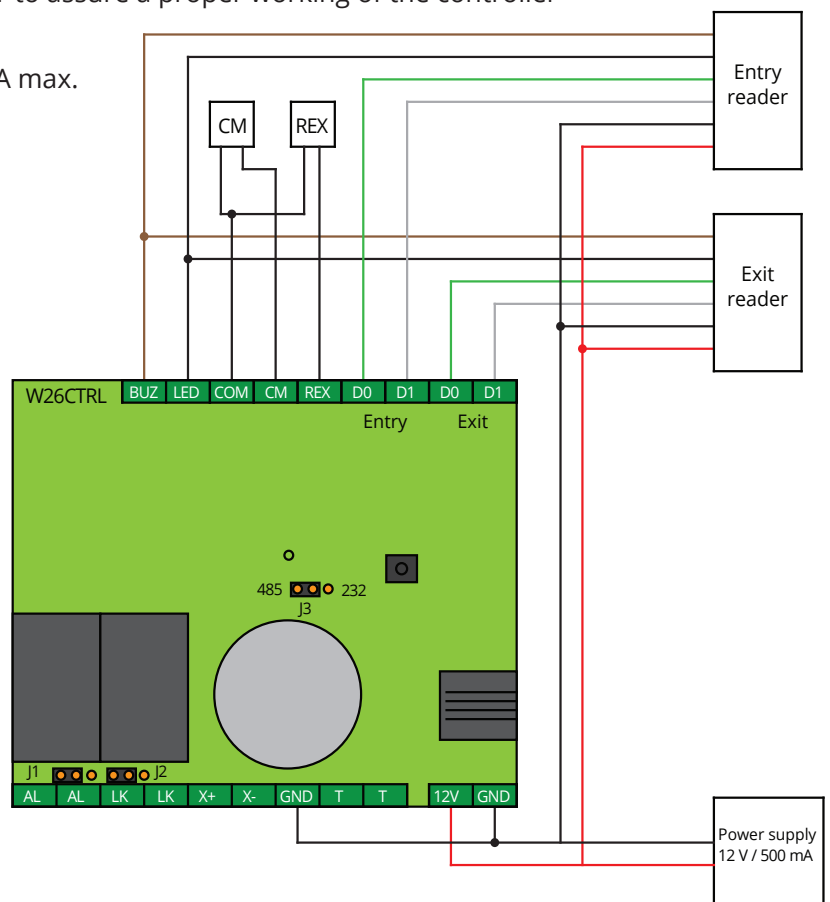 to assure a proper working of the controller
A max.
Entry
reader
CM
REX
Exit
reader
W26CTRL
BUZ LED COM CM REX D0 D1 D0 D1
Entry Exit
485 232
J3
J1 J2
AL AL LK LK X+ X- GND T T 12V GND
Power supply
12 V / 500 mA